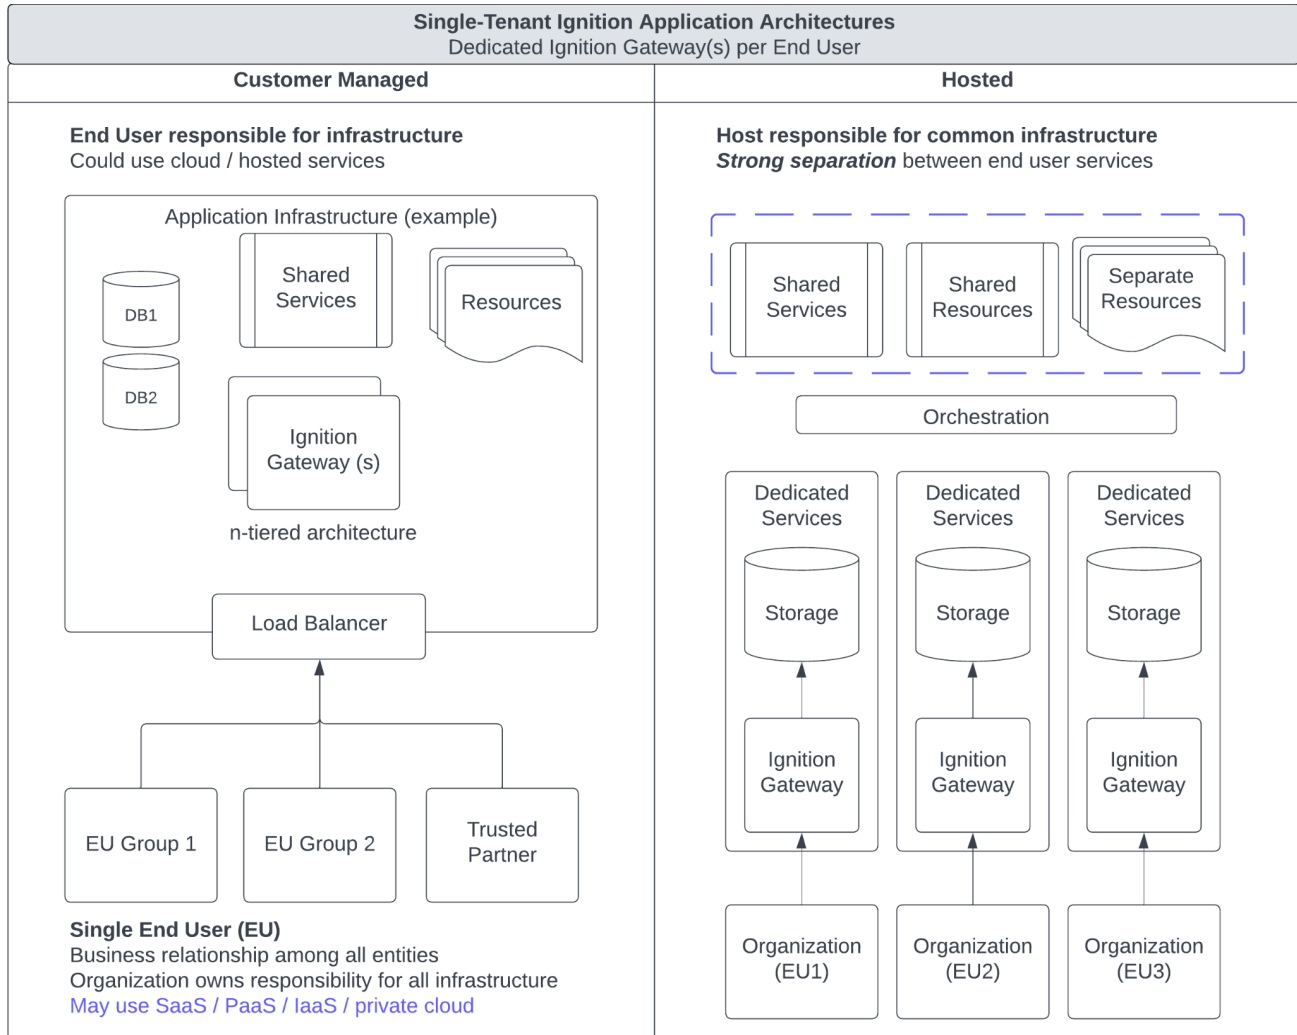 Single-Tenant Ignition Application Architectures
Dedicated Ignition Gateway(s) per End User
Customer Managed
End User responsible for infrastructure
Could use cloud / hosted services
Application Infrastructure (example)
DB1
DB2
Shared
Services
Resources
Ignition
Gateway (s)
n-tiered architecture
Load Balancer
EU Group 1
EU Group 2
Trusted
Partner
Single End User (EU)
Business relationship among all entities
Organization owns responsibility for all infrastructure
May use SaaS / PaaS / IaaS / private cloud
Hosted
Host responsible for common infrastructure
Strong separation between end user services
Shared
Services
Shared
Resources
Separate
Resources
Orchestration
Dedicated
Services
Storage
Ignition
Gateway
Organization
(EU1)
Dedicated
Services
Storage
Ignition
Gateway
Organization
(EU2)
Dedicated
Services
Storage
Ignition
Gateway
Organization
(EU3)